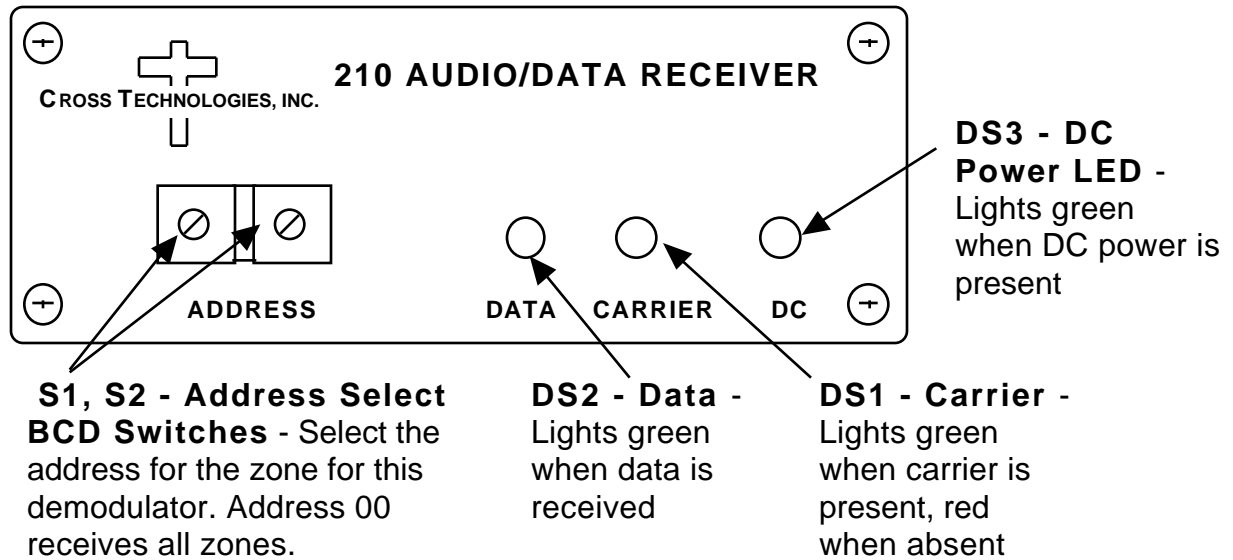 210 AUDIO/DATA RECEIVER
CROSS TECHNOLOGIES, INC.
ADDRESS
DATA
CARRIER
DC
DS3 - DC
Power LED -
Lights green
when DC power is
present
S1, S2 - Address Select
BCD Switches - Select the
address for the zone for this
demodulator. Address 00
receives all zones.
DS2 - Data -
Lights green
when data is
received
DS1 - Carrier -
Lights green
when carrier is
present, red
when absent